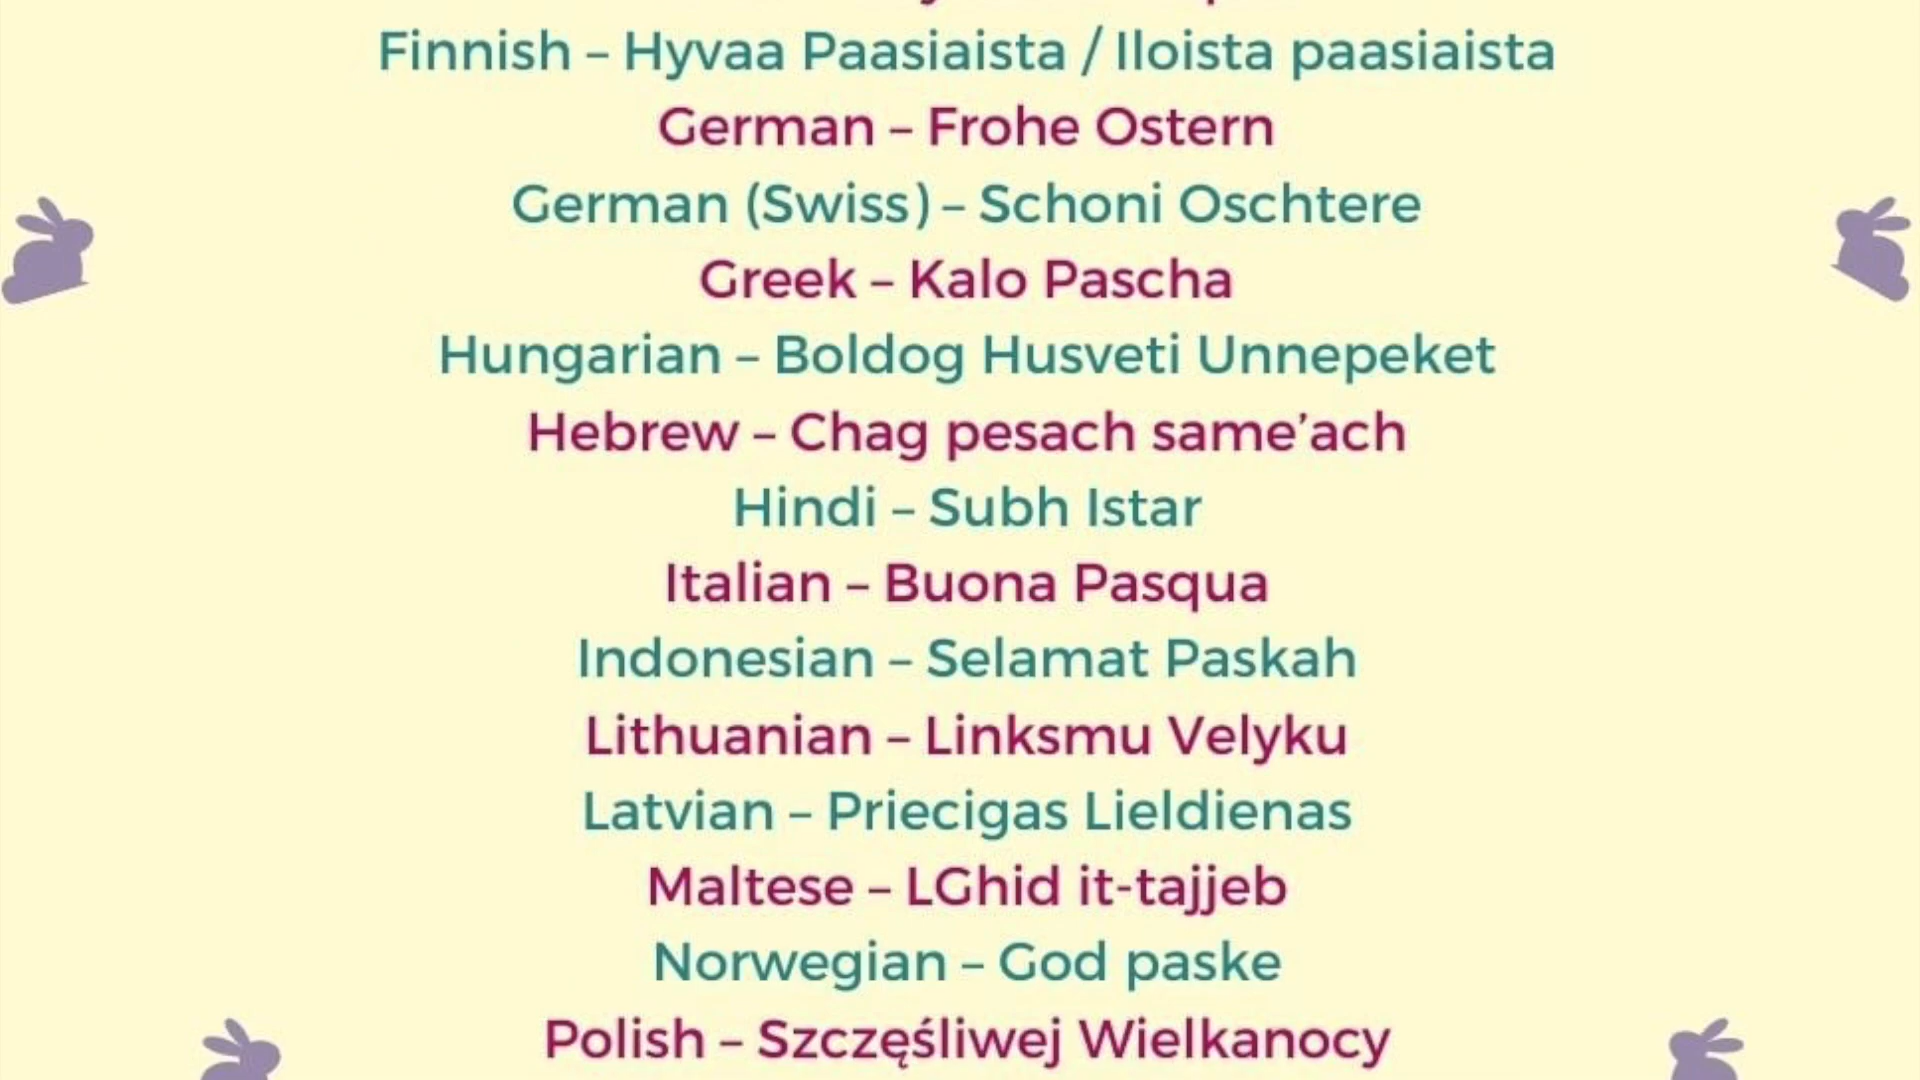 Finnish – Hyvaa Paasiaista / Iloista paasiaista
German – Frohe Ostern
German (Swiss) – Schoni Oschtere
Greek – Kalo Pascha
Hungarian – Boldog Husveti Unnepeket
Hebrew – Chag pesach same’ach
Hindi – Subh Istar
Italian – Buona Pasqua
Indonesian – Selamat Paskah
Lithuanian – Linksmu Velyku
Latvian – Priecigas Lieldienas
Maltese – LGhid it-tajjeb
Norwegian – God paske
Polish – Szczęśliwej Wielkanocy